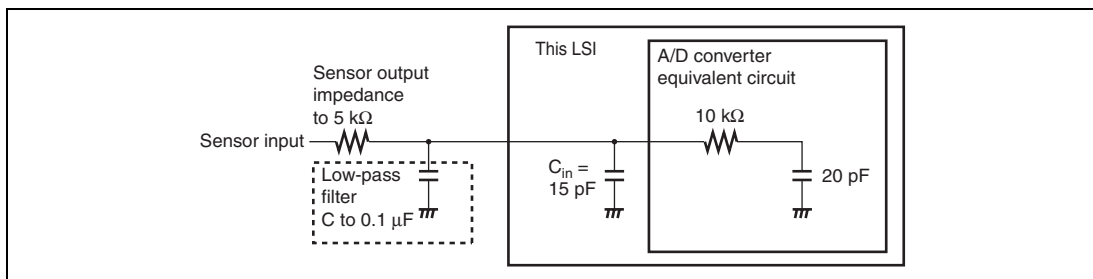 This LSI
A/D converter
equivalent circuit
Sensor output
impedance
to 5 kΩ
10 kΩ
Sensor input
Low-pass
filter
C to 0.1 μF
Cin =
15 pF
20 pF